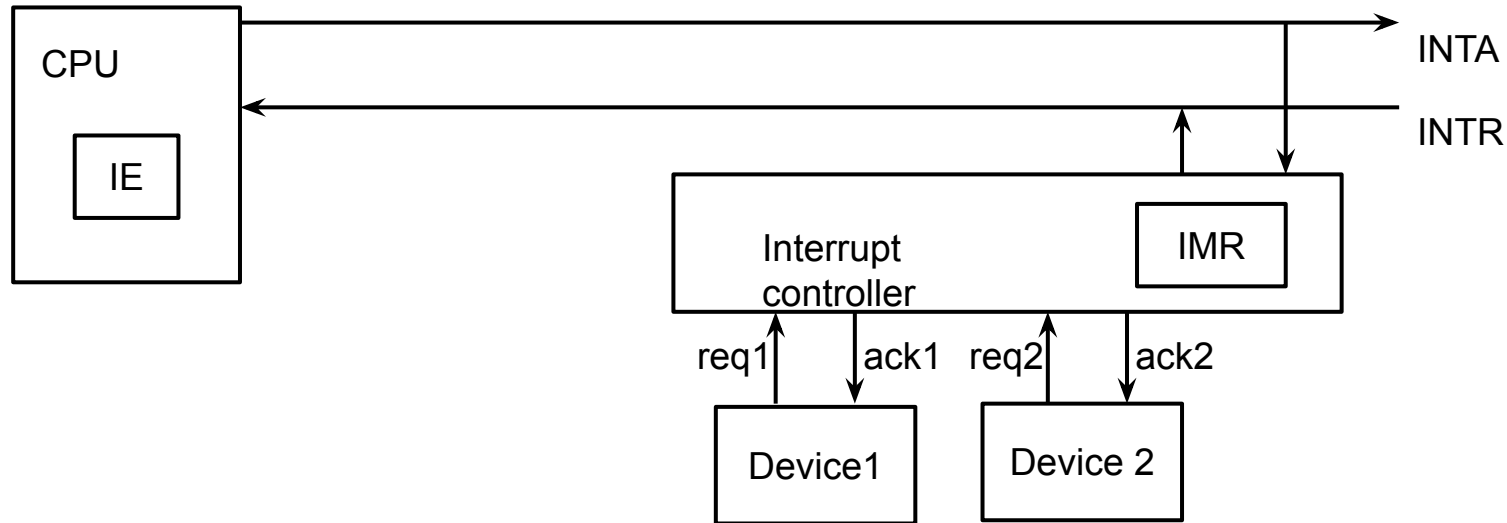 INTA
CPU
INTR
IE
IMR
Interrupt
controller
req1
ack1
req2
ack2
Device1
Device 2